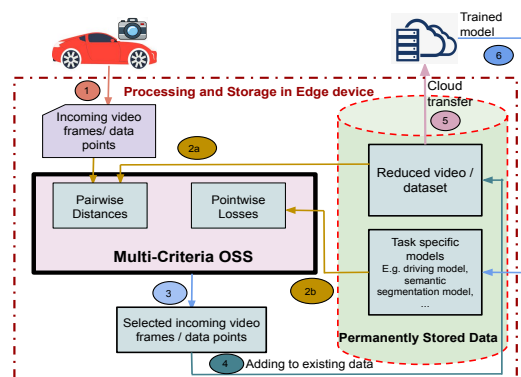 Trained
model
6
1
Processing and Storage in Edge device
Cloud
transfer
5
Incoming video
frames/ data
points
2a
Reduced video /
dataset
Pairwise
Distances
Pointwise
Losses
Multi-Criteria OSS
Task specific
models
E.g. driving model,
semantic
segmentation model,
...
3
2b
Selected incoming video
frames / data points
Permanently Stored Data
4
Adding to existing data